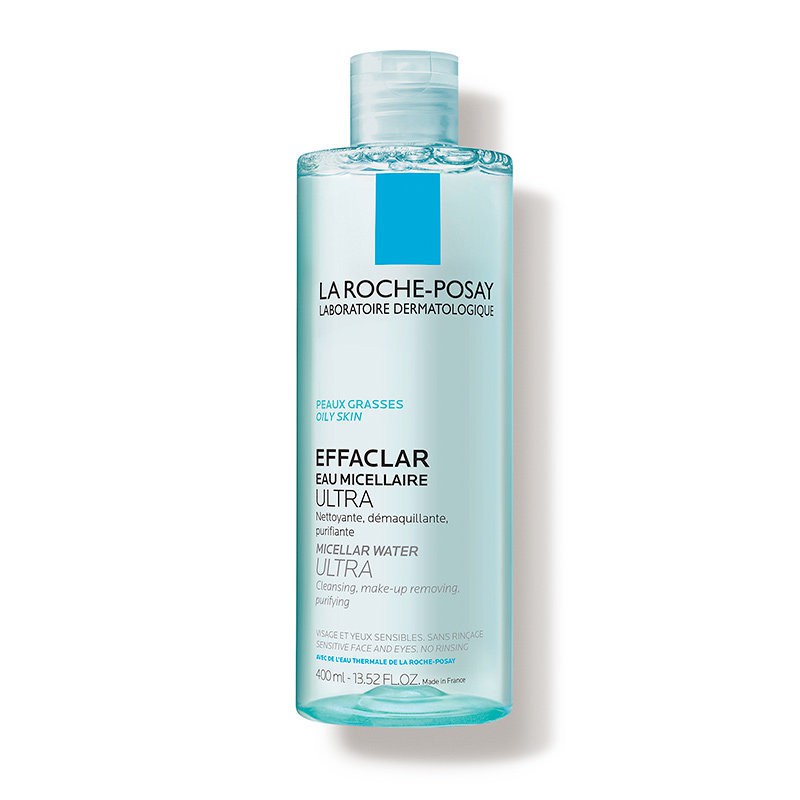 LA ROCHE-POSAY
LABORATOIRE DERMATOLOGIQUE
PEAUX GRASSES
OILY SKIN
EFFACLAR
EAU MICELLAIRE
ULTRA
Nettoyante, démaquillante,
purifiante
MICELLAR WATER
ULTRA
Cleansing, make-up removing,
purifying
VISAGE ET YEUX SENSIBLES. SANS RINÇAGE
SENSITIVE FACE AND EYES. NO RINSING
AVEC DE L'EAU THERMALE DE LA ROCHE-POSAY
400 ml - 13.52 FL.OZ. Made in France